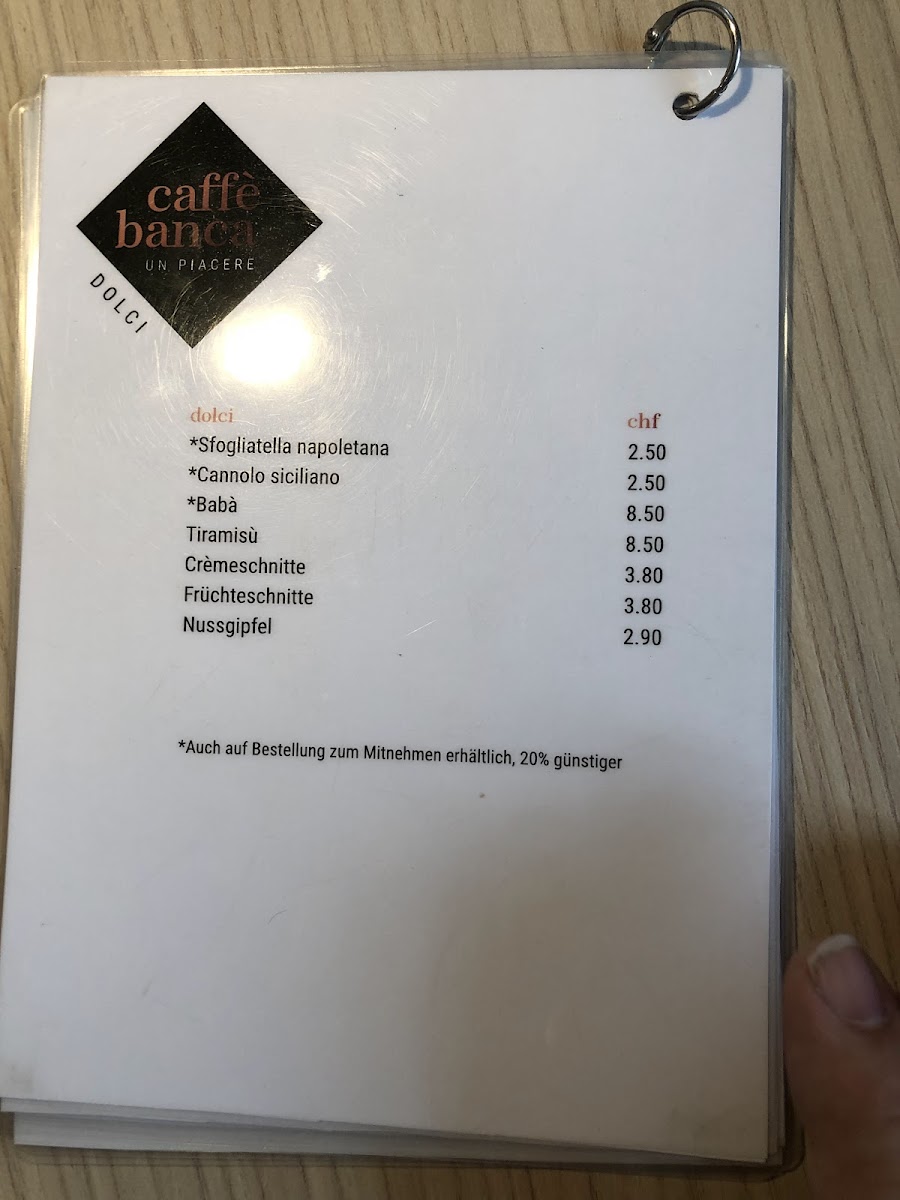 caffè
banca
UN PIACERE
DOLCI
dolci chf
*Sfogliatella napoletana 2.50
*Cannolo siciliano 2.50
*Babà 8.50
Tiramisù 8.50
Crèmeschnitte 3.80
Früchteschnitte 3.80
Nussgipfel 2.90
*Auch auf Bestellung zum Mitnehmen erhältlich, 20% günstiger